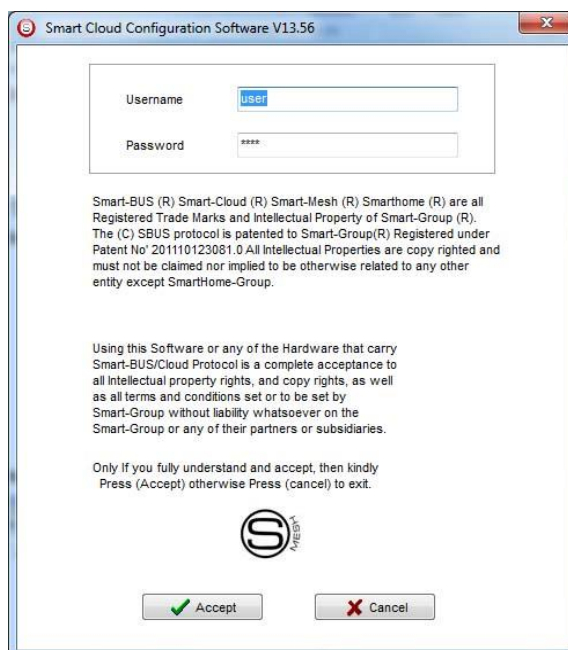 Smart Cloud Configuration Software V13.56
Username user
Password ****
Smart-BUS (R) Smart-Cloud (R) Smart-Mesh (R) Smarthome (R) are all
Registered Trade Marks and Intellectual Property of Smart-Group (R).
The (C) SBUS protocol is patented to Smart-Group(R) Registered under
Patent No' 201110123081.0 All Intellectual Properties are copy righted and
must not be claimed nor implied to be otherwise related to any other
entity except SmartHome-Group.
Using this Software or any of the Hardware that carry
Smart-BUS/Cloud Protocol is a complete acceptance to
all Intellectual property rights, and copy rights, as well
as all terms and conditions set or to be set by
Smart-Group without liability whatsoever on the
Smart-Group or any of their partners or subsidiaries.
Only If you fully understand and accept, then kindly
Press (Accept) otherwise Press (cancel) to exit.
S MESH
Accept Cancel